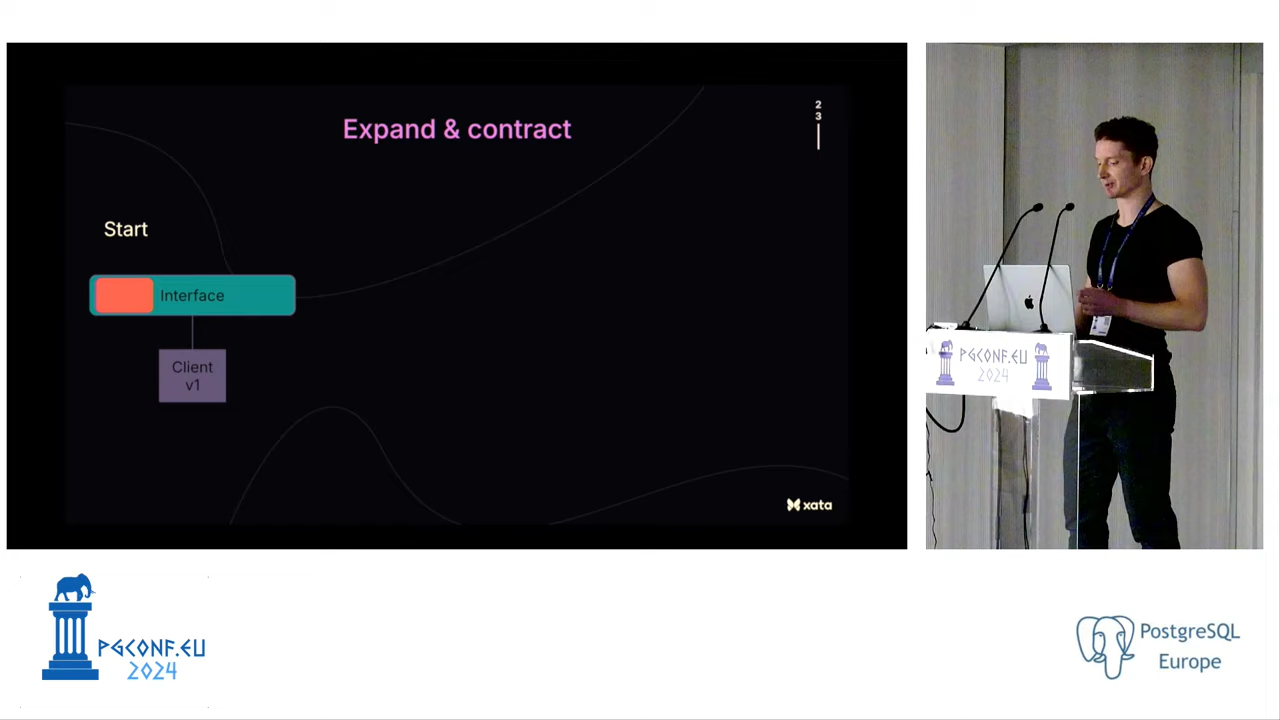 Expand & contract
2
3
Start
Interface
Client
v1
xata
PGCONF.EU
2024
PGCONF.EU
2024
PostgreSQL
Europe